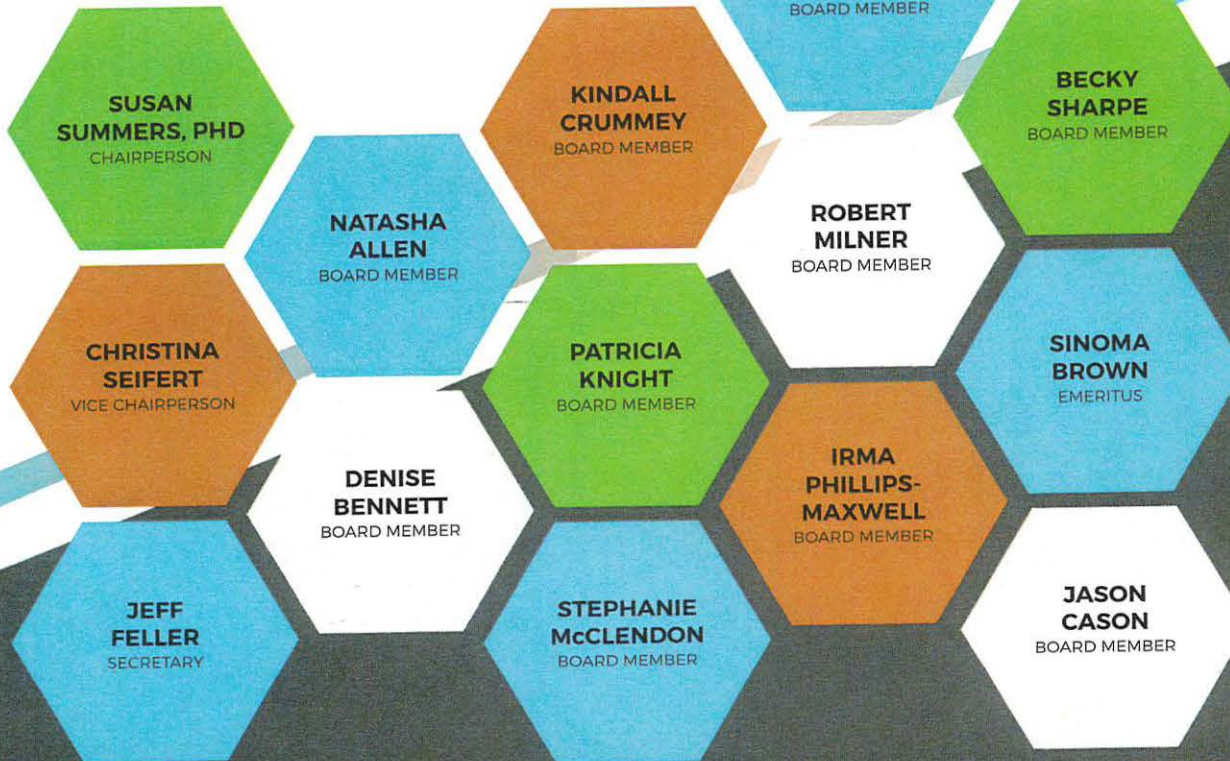 BOARD MEMBER
SUSAN
SUMMERS, PHD
CHAIRPERSON
KINDALL
CRUMMEY
BOARD MEMBER
BECKY
SHARPE
BOARD MEMBER
NATASHA
ALLEN
BOARD MEMBER
ROBERT
MILNER
BOARD MEMBER
CHRISTINA
SEIFERT
VICE CHAIRPERSON
PATRICIA
KNIGHT
BOARD MEMBER
SINOMA
BROWN
EMERITUS
DENISE
BENNETT
BOARD MEMBER
IRMA
PHILLIPS-
MAXWELL
BOARD MEMBER
JEFF
FELLER
SECRETARY
STEPHANIE
McCLENDON
BOARD MEMBER
JASON
CASON
BOARD MEMBER